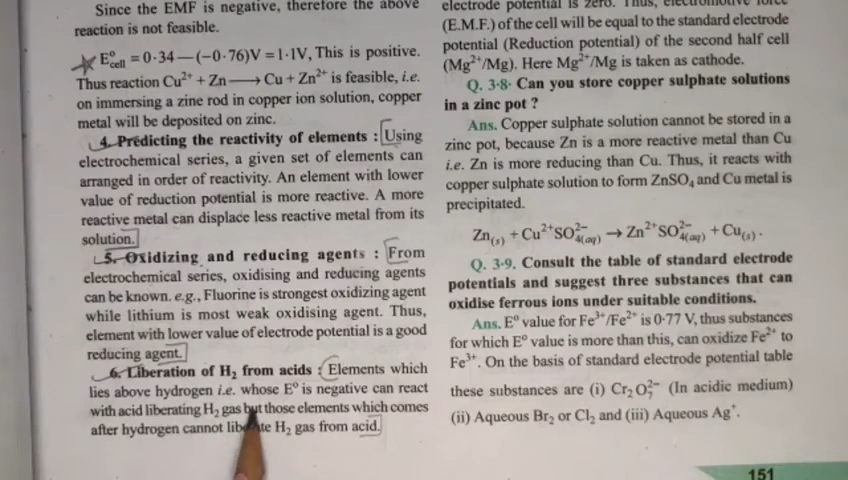 Since the EMF is negative, therefore the above
reaction is not feasible.
E°cell = 0·34—(–0·76)V = 1·1V, This is positive.
Thus reaction Cu²⁺ + Zn ⟶ Cu + Zn²⁺ is feasible, i.e.
on immersing a zine rod in copper ion solution, copper
metal will be deposited on zinc.
4. Predicting the reactivity of elements : Using
electrochemical series, a given set of elements can
arranged in order of reactivity. An element with lower
value of reduction potential is more reactive. A more
reactive metal can displace less reactive metal from its
solution.
5. Oxidizing and reducing agents : From
electrochemical series, oxidising and reducing agents
can be known. e.g., Fluorine is strongest oxidizing agent
while lithium is most weak oxidising agent. Thus,
element with lower value of electrode potential is a good
reducing agent.
6. Liberation of H₂ from acids : Elements which
lies above hydrogen i.e. whose E° is negative can react
with acid liberating H₂ gas but those elements which comes
after hydrogen cannot H₂ gas from acid.
electrode potential is zero. Thus, electromotive force
(E.M.F.) of the cell will be equal to the standard electrode
potential (Reduction potential) of the second half cell
(Mg²⁺/Mg). Here Mg²⁺/Mg is taken as cathode.
Q. 3·8· Can you store copper sulphate solutions
in a zinc pot ?
Ans. Copper sulphate solution cannot be stored in a
zinc pot, because Zn is a more reactive metal than Cu
i.e. Zn is more reducing than Cu. Thus, it reacts with
copper sulphate solution to form ZnSO₄ and Cu metal is
precipitated.
Zn(s) + Cu²⁺SO₄²⁻(aq) → Zn²⁺SO₄²⁻(aq) + Cu(s) .
Q. 3·9. Consult the table of standard electrode
potentials and suggest three substances that can
oxidise ferrous ions under suitable conditions.
Ans. E° value for Fe³⁺/Fe²⁺ is 0·77 V, thus substances
for which E° value is more than this, can oxidize Fe²⁺ to
Fe³⁺. On the basis of standard electrode potential table
these substances are (i) Cr₂O₇²⁻ (In acidic medium)
(ii) Aqueous Br₂ or Cl₂ and (iii) Aqueous Ag⁺.
151